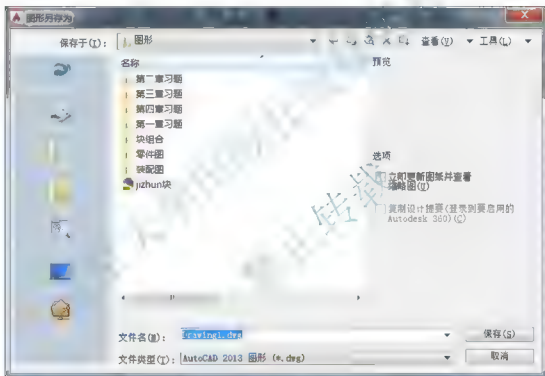 图形另存为
保存于(I): 图形 查看(V) 工具(L)
名称 预览
第二章习题
第三章习题
第四章习题
第一章习题
块组合
零件图
装配图
jizhun块
选项
立即更新图纸并查看
缩略图(U)
复制设计提要(登录到要启用的
Autodesk 360)(C)
文件名(N): Drawing1.dwg 保存(S)
文件类型(T): AutoCAD 2013 图形 (*.dwg) 取消